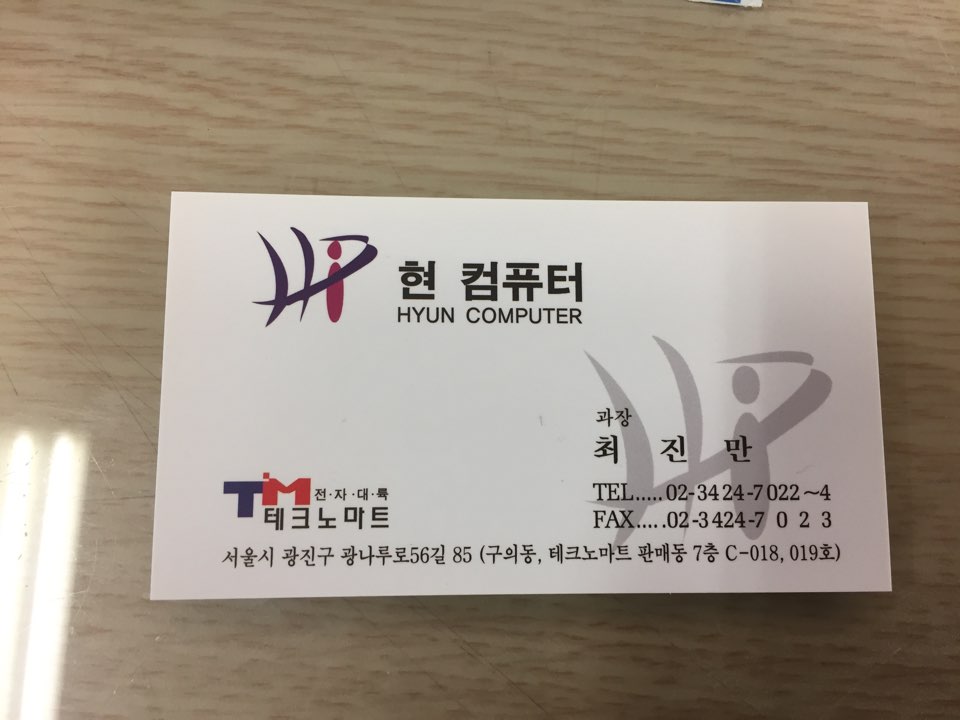 현 컴퓨터
HYUN COMPUTER
과장
최 진 만
TEL.....02-3424-7022~4
FAX.....02-3424-7 0 2 3
TM 전·자·대·륙
테크노마트
서울시 광진구 광나루로56길 85 (구의동, 테크노마트 판매동 7층 C-018, 019호)